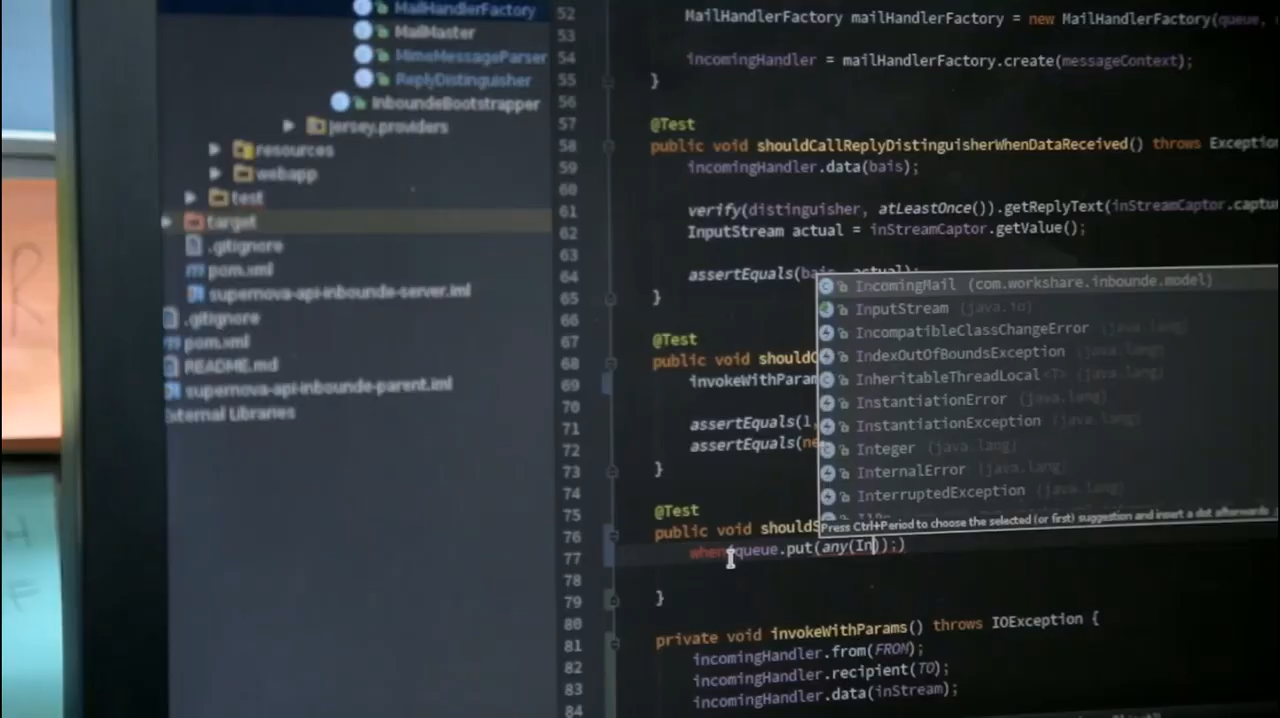 R
H
F
MailHandlerFactory
MailMaster
MimeMessageParser
ReplyDistinguisher
InboundeBootstrapper
jersey.providers
resources
webapp
test
target
.gitignore
pom.xml
supernova-api-inbounde-server.iml
.gitignore
pom.xml
README.md
supernova-api-inbounde-parent.iml
External Libraries
52 MailHandlerFactory mailHandlerFactory = new MailHandlerFactory(queue,
53
54 incomingHandler = mailHandlerFactory.create(messageContext);
55 }
56
57 @Test
58 public void shouldCallReplyDistinguisherWhenDataReceived() throws Exception
59 incomingHandler.data(bais);
60
61 verify(distinguisher, atLeastOnce()).getReplyText(inStreamCaptor.captu
62 InputStream actual = inStreamCaptor.getValue();
63
64 assertEquals(bais, actual);
65 }
66
67 @Test
68 public void should
69 invokeWithParam
70
71 assertEquals(1,
72 assertEquals(ne
73 }
74
75 @Test
76 public void shouldS
77 when(queue.put(any(In));)
78
79 }
80
81 private void invokeWithParams() throws IOException {
82 incomingHandler.from(FROM);
83 incomingHandler.recipient(TO);
84 incomingHandler.data(inStream);
IncomingMail (com.workshare.inbounde.model)
InputStream (java.io)
IncompatibleClassChangeError (java.lang)
IndexOutOfBoundsException (java.lang)
InheritableThreadLocal<T> (java.lang)
InstantiationError (java.lang)
InstantiationException (java.lang)
Integer (java.lang)
InternalError (java.lang)
InterruptedException (java.lang)
Press Ctrl+Period to choose the selected (or first) suggestion and insert a dot afterwards